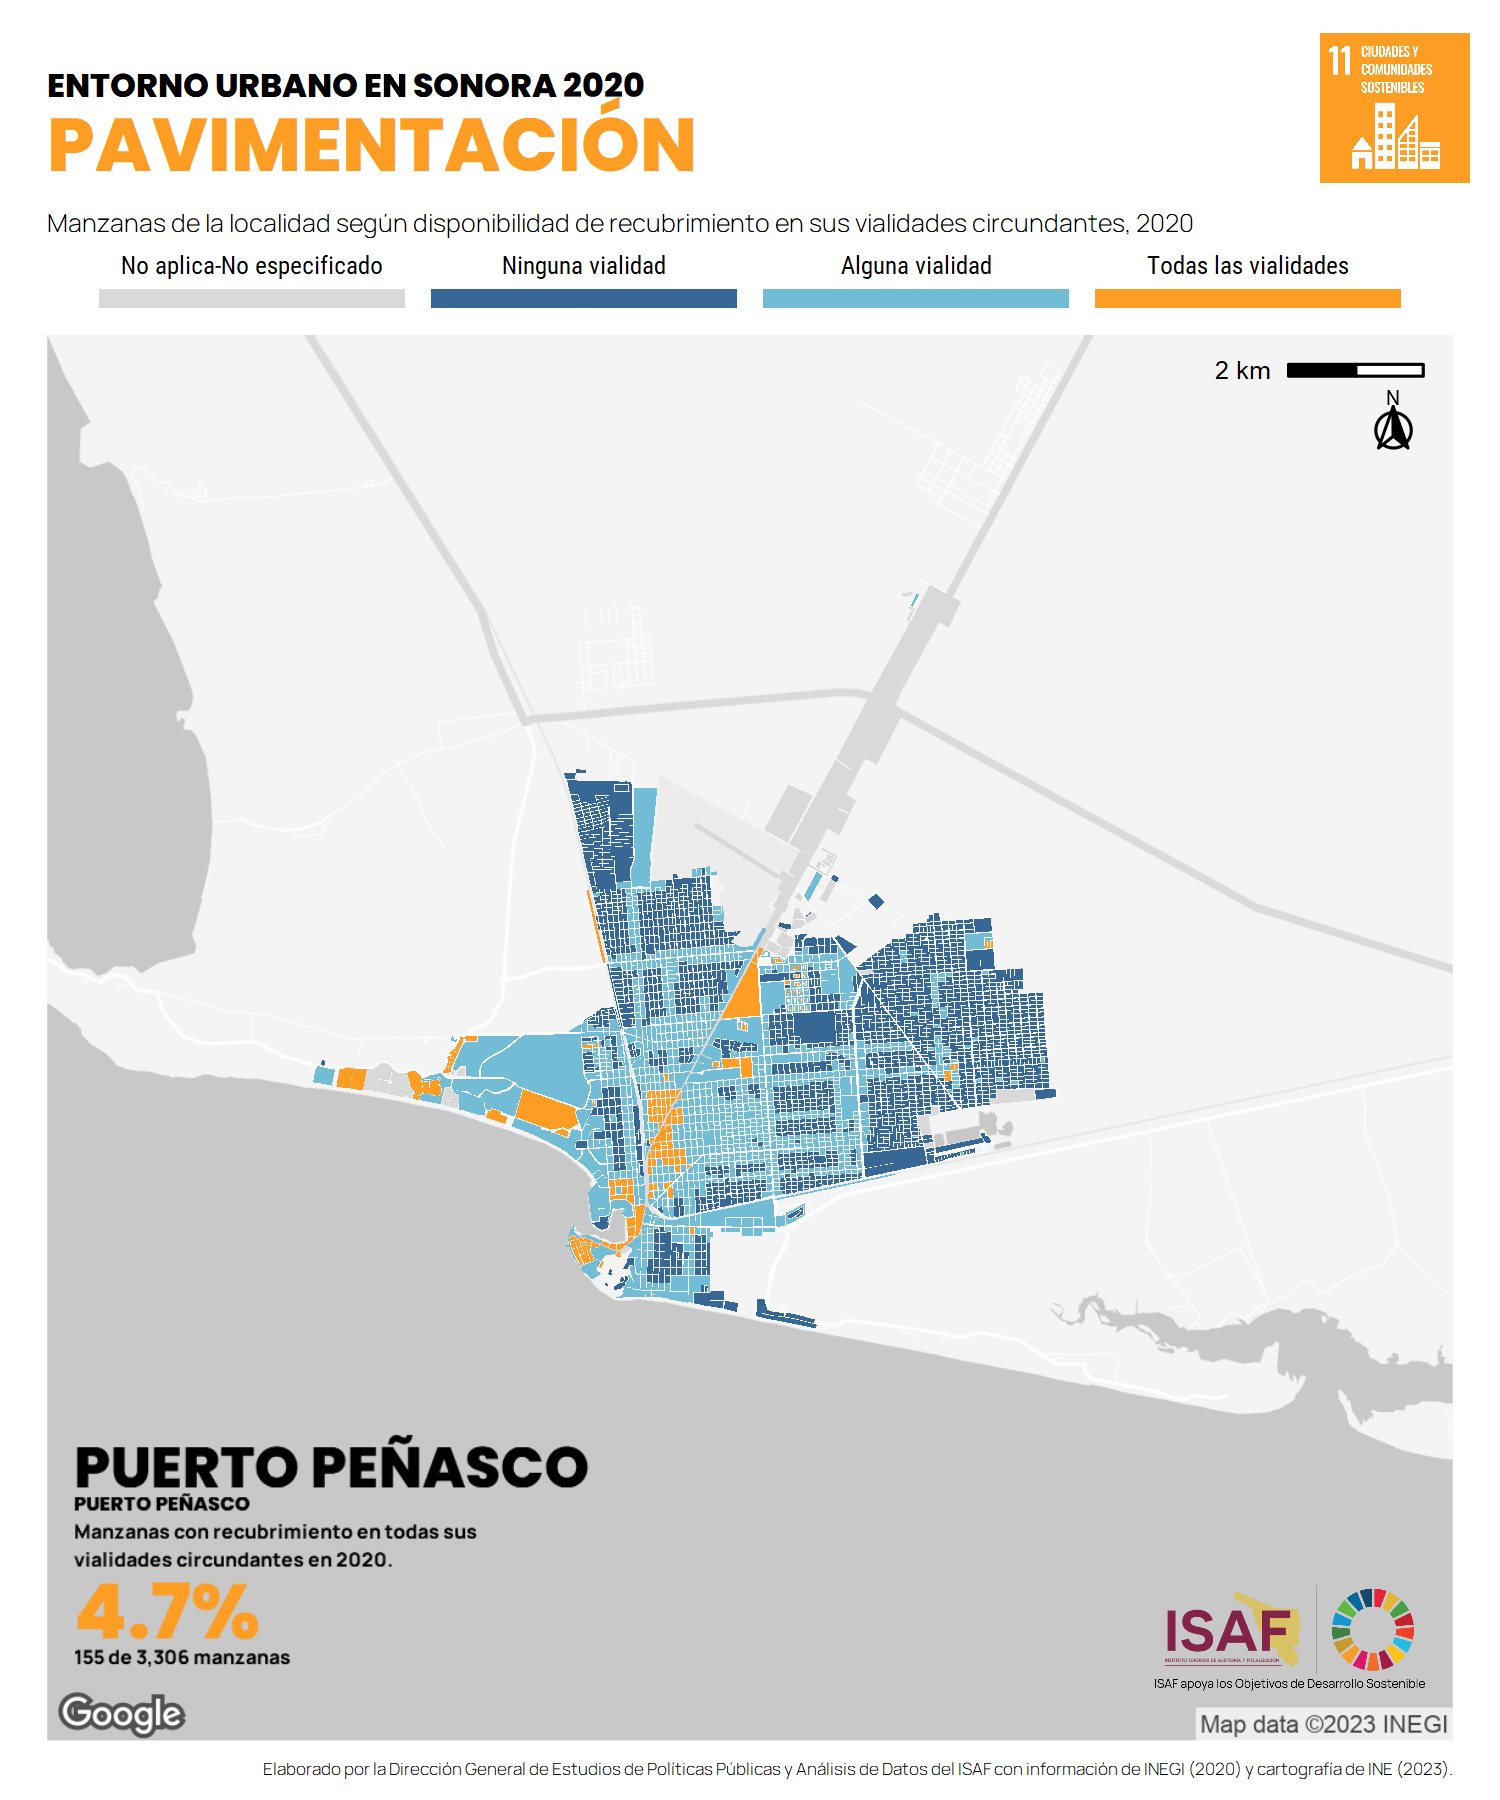 ENTORNO URBANO EN SONORA 2020
PAVIMENTACIÓN
11 CIUDADES Y
COMUNIDADES
SOSTENIBLES
Manzanas de la localidad según disponibilidad de recubrimiento en sus vialidades circundantes, 2020
No aplica-No especificado
Ninguna vialidad
Alguna vialidad
Todas las vialidades
2 km
N
PUERTO PEÑASCO
PUERTO PEÑASCO
Manzanas con recubrimiento en todas sus
vialidades circundantes en 2020.
4.7%
155 de 3,306 manzanas
ISAF
INSTITUTO SUPERIOR DE AUDITORÍA Y FISCALIZACIÓN
ISAF apoya los Objetivos de Desarrollo Sostenible
Google
Map data ©2023 INEGI
Elaborado por la Dirección General de Estudios de Políticas Públicas y Análisis de Datos del ISAF con información de INEGI (2020) y cartografía de INE (2023).